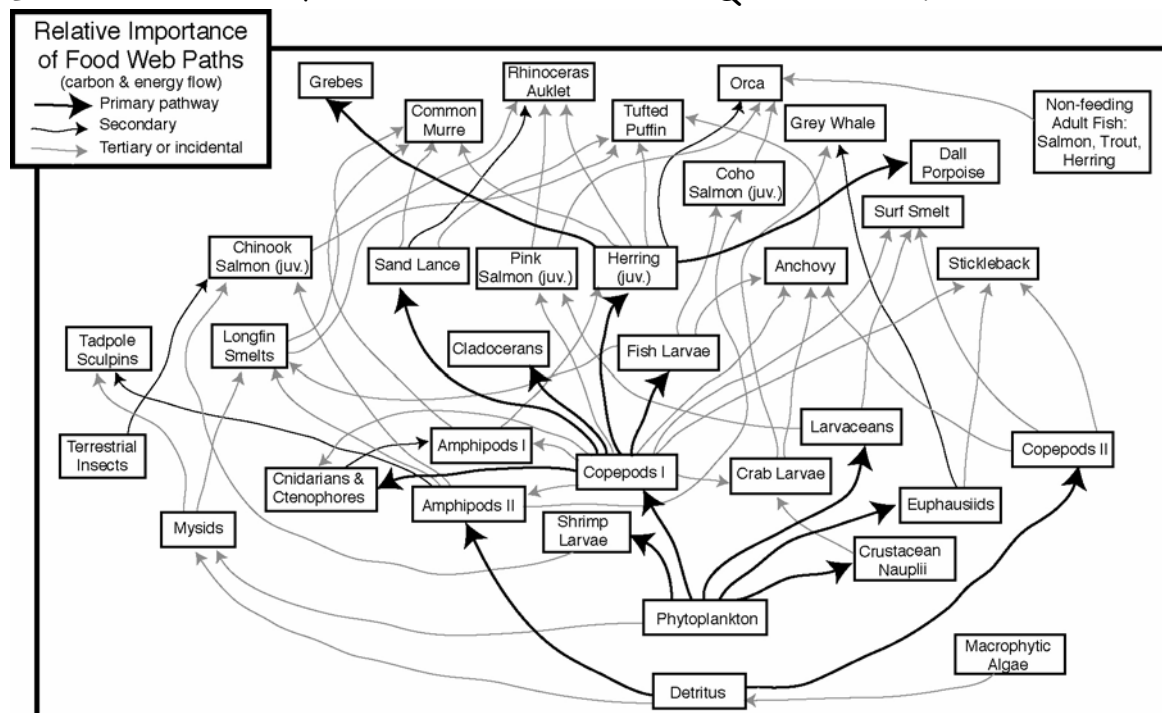 Relative Importance
of Food Web Paths
(carbon & energy flow)
Primary pathway
Secondary
Tertiary or incidental
Grebes
Rhinoceras
Auklet
Orca
Common
Murre
Tufted
Puffin
Grey Whale
Non-feeding
Adult Fish:
Salmon, Trout,
Herring
Dall
Porpoise
Coho
Salmon (juv.)
Surf Smelt
Chinook
Salmon (juv.)
Sand Lance
Pink
Salmon (juv.)
Herring
(juv.)
Anchovy
Stickleback
Tadpole
Sculpins
Longfin
Smelts
Cladocerans
Fish Larvae
Terrestrial
Insects
Amphipods I
Larvaceans
Copepods II
Cnidarians &
Ctenophores
Copepods I
Crab Larvae
Amphipods II
Euphausiids
Mysids
Shrimp
Larvae
Crustacean
Nauplii
Phytoplankton
Macrophytic
Algae
Detritus